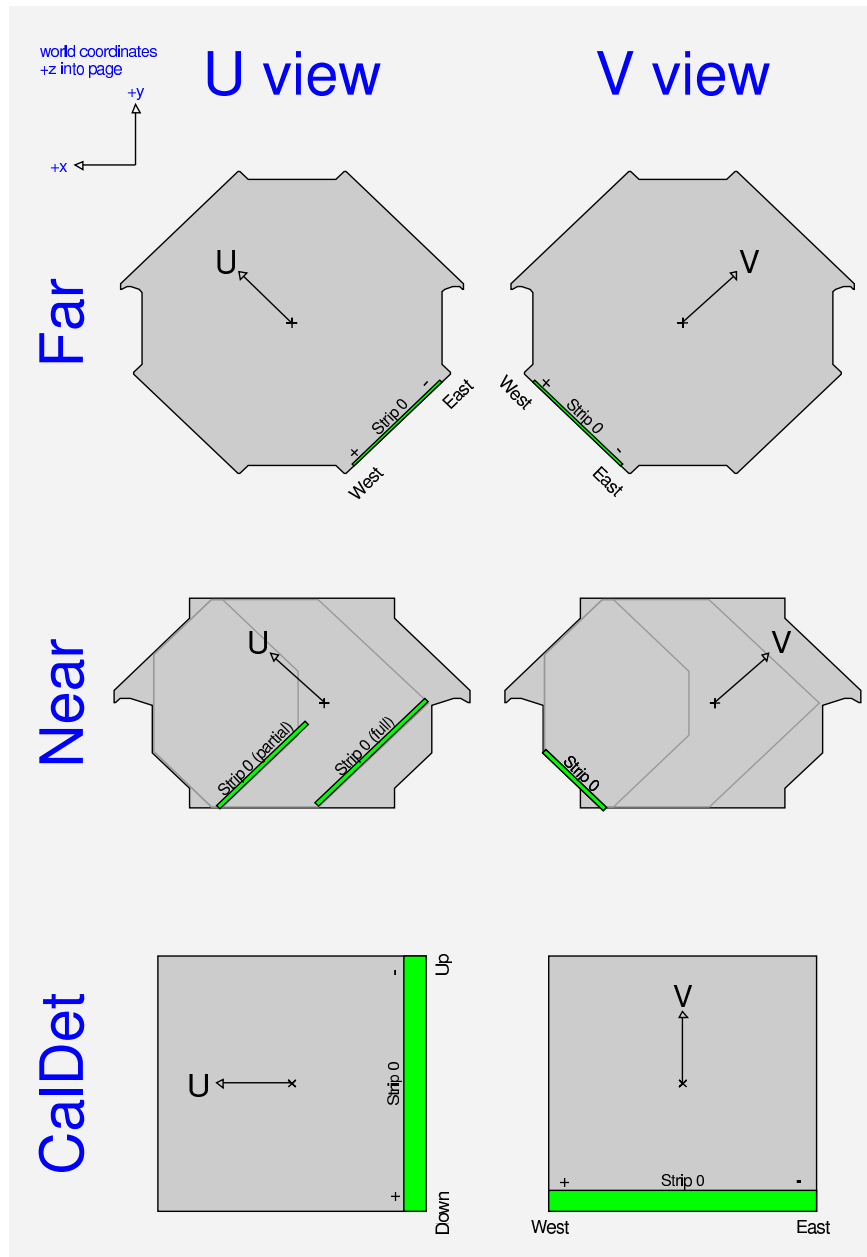 world coordinates
+z into page
+y
+x
U view
V view
Far
U
-
Strip 0
+
East
West
V
+
Strip 0
-
West
East
Near
U
Strip 0 (partial)
Strip 0 (full)
V
Strip 0
CalDet
U
-
Strip 0
+
Up
Down
V
+
Strip 0
-
West
East